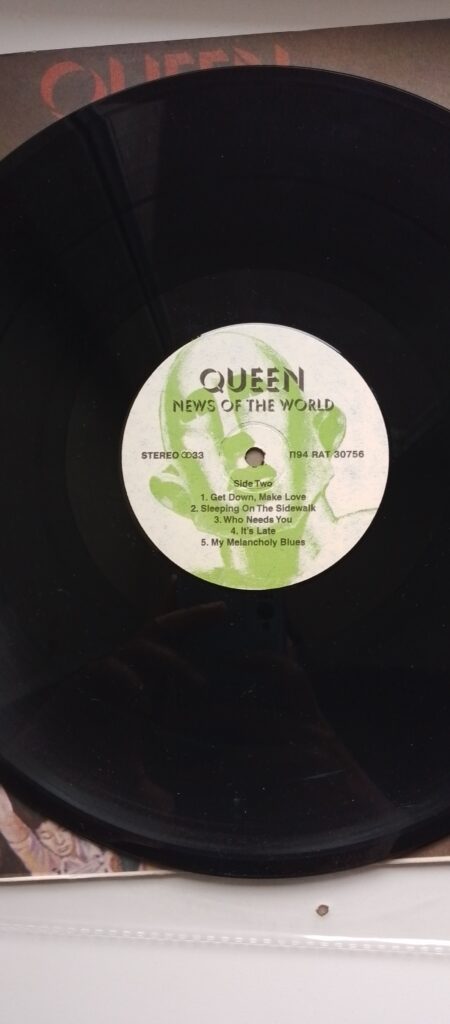 QUEEN
QUEEN
NEWS OF THE WORLD
STEREO ꝏ33
П94 RAT 30756
Side Two
1. Get Down, Make Love
2. Sleeping On The Sidewalk
3. Who Needs You
4. It's Late
5. My Melancholy Blues